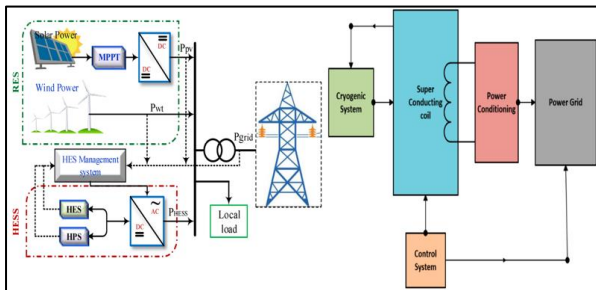 Solar Power
MPPT
DC
DC
Ppv
RES
Wind Power
Pwt
Pgrid
HES Management
system
HESS
HES
HPS
AC
DC
PHESS
Local
load
Cryogenic
System
Super
Conducting
coil
Power
Conditioning
Power Grid
Control
System